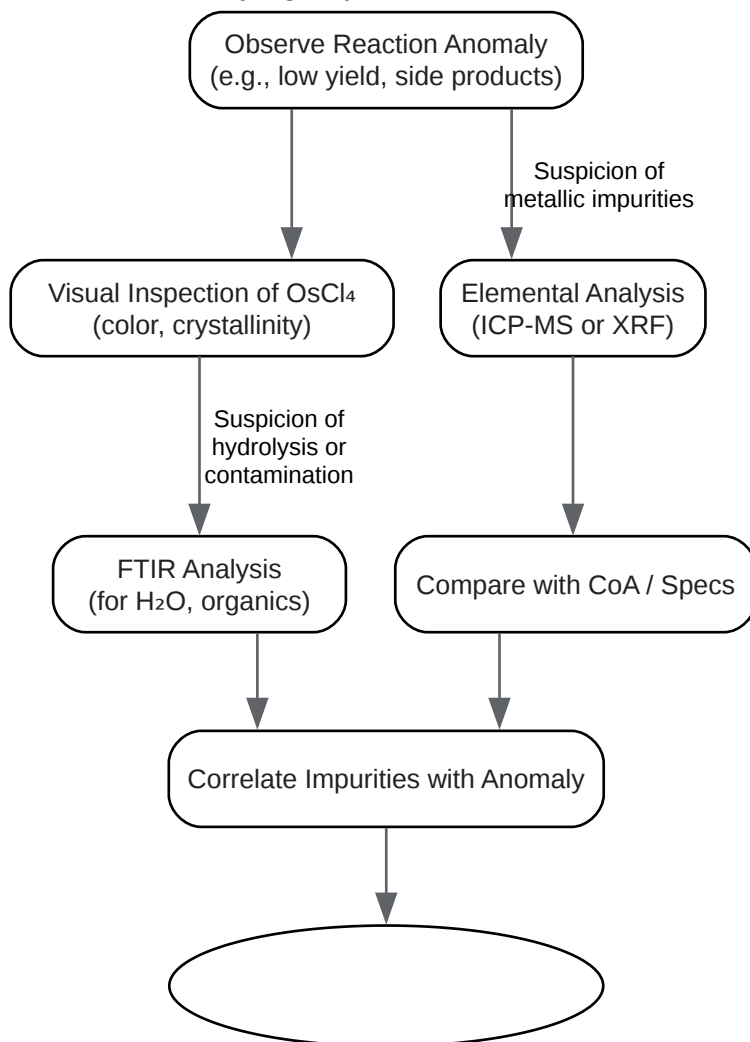 Observe Reaction Anomaly
(e.g., low yield, side products)
Suspicion of
metallic impurities
Visual Inspection of OsCl₄
(color, crystallinity)
Elemental Analysis
(ICP-MS or XRF)
Suspicion of
hydrolysis or
contamination
FTIR Analysis
(for H₂O, organics)
Compare with CoA / Specs
Correlate Impurities with Anomaly